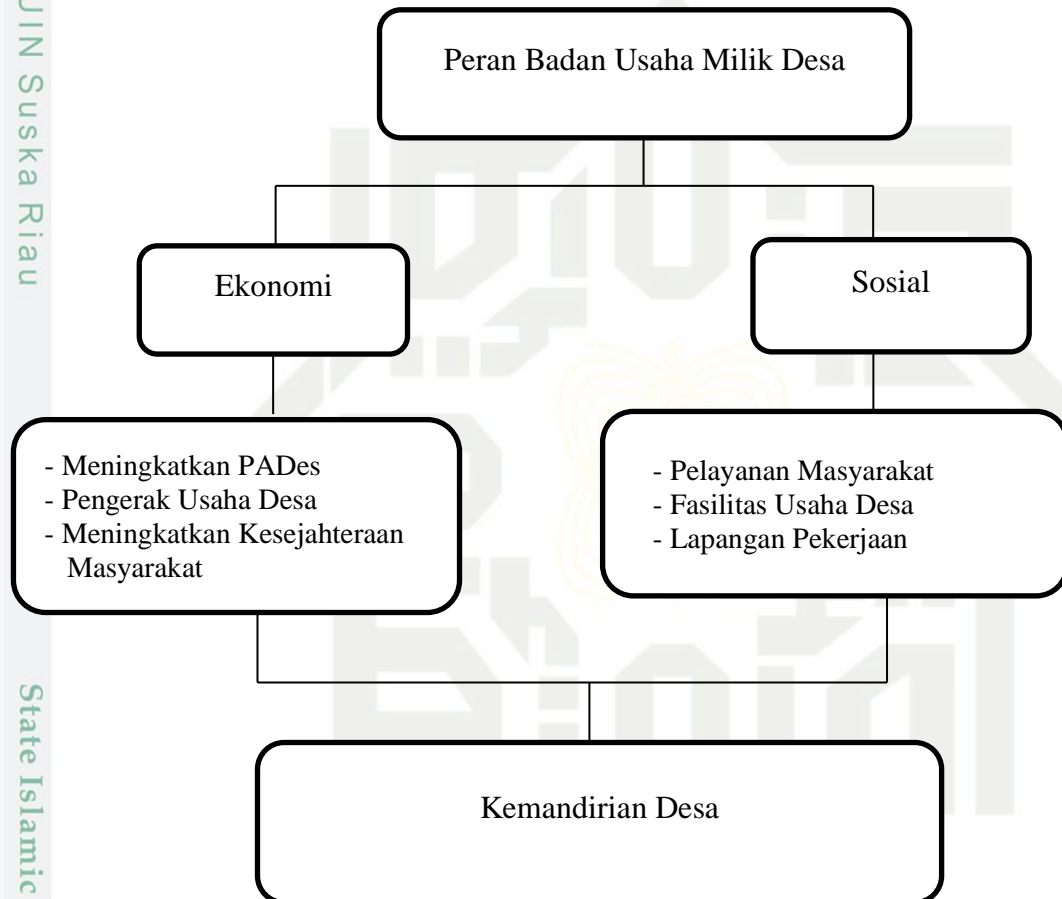 UIN Suska Riau
State Islamic
Peran Badan Usaha Milik Desa
Ekonomi
Sosial
- Meningkatkan PADes
- Pengerak Usaha Desa
- Meningkatkan Kesejahteraan
Masyarakat
- Pelayanan Masyarakat
- Fasilitas Usaha Desa
- Lapangan Pekerjaan
Kemandirian Desa